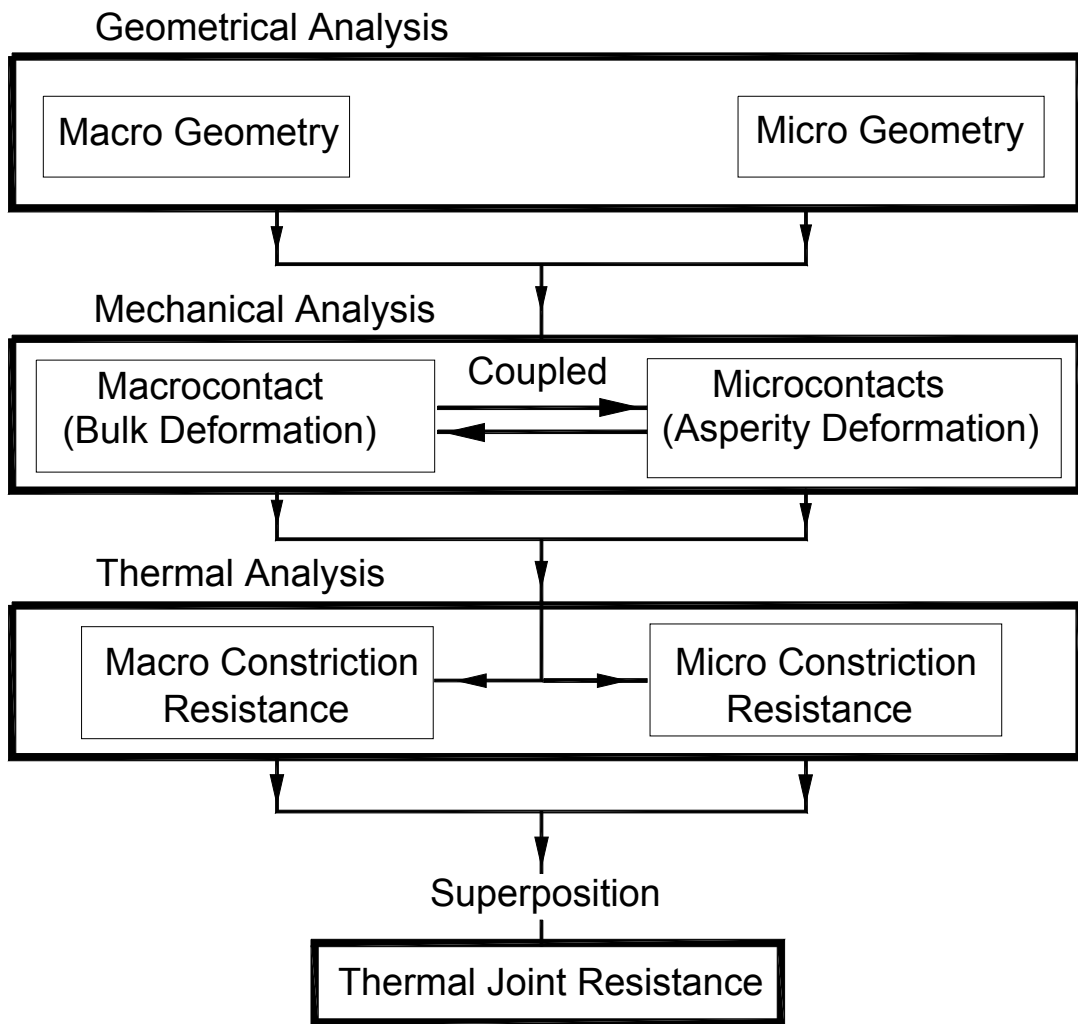 Geometrical Analysis
Macro Geometry
Micro Geometry
Mechanical Analysis
Macrocontact
(Bulk Deformation)
Coupled
Microcontacts
(Asperity Deformation)
Thermal Analysis
Macro Constriction
Resistance
Micro Constriction
Resistance
Superposition
Thermal Joint Resistance